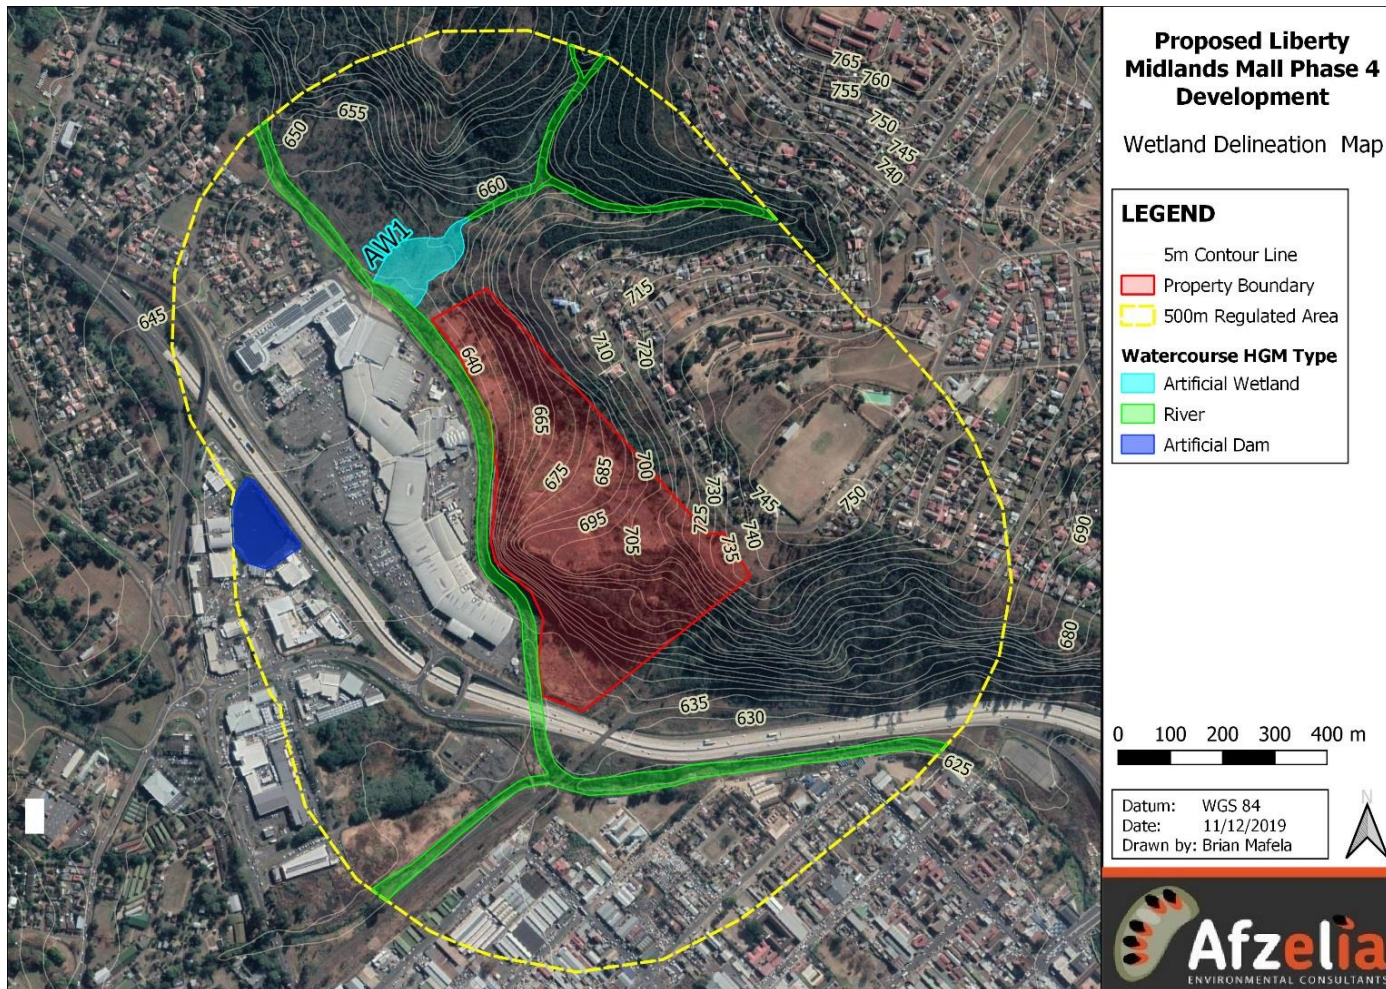 Proposed Liberty
Midlands Mall Phase 4
Development
Wetland Delineation Map
LEGEND
5m Contour Line
Property Boundary
500m Regulated Area
Watercourse HGM Type
Artificial Wetland
River
Artificial Dam
0 100 200 300 400 m
Datum: WGS 84
Date: 11/12/2019
Drawn by: Brian Mafela
N
Afzelia
ENVIRONMENTAL CONSULTANTS
765
760
755
750
745
740
655
650
660
AW1
645
715
710
720
640
665
675
685
700
695
705
730
725
745
750
740
735
690
680
635
630
625